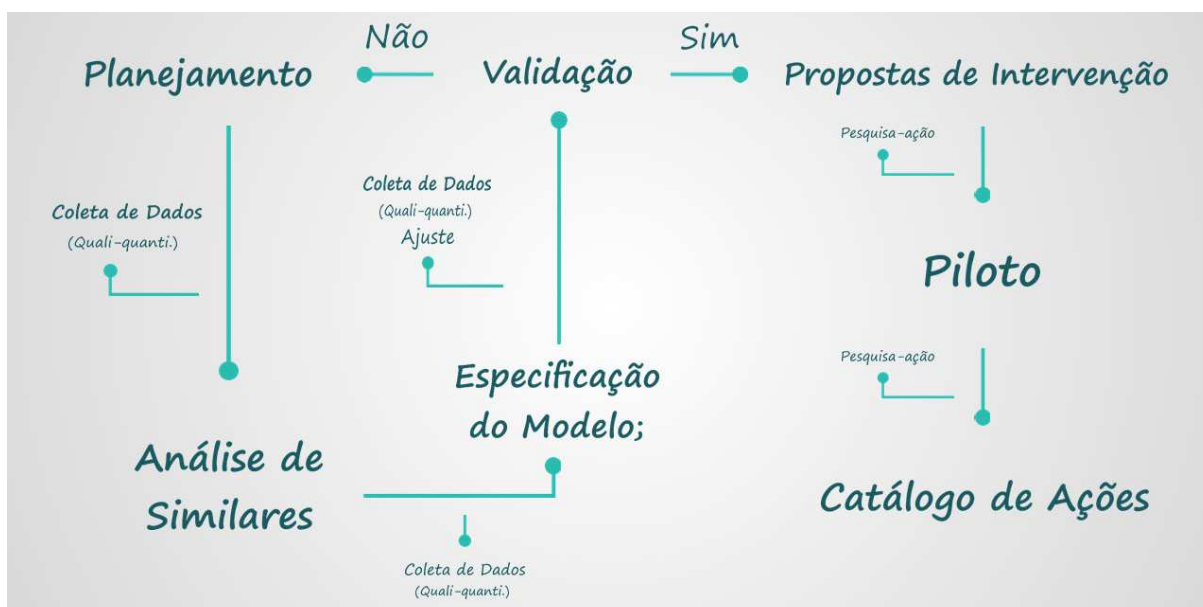 Não
Sim
Planejamento
Validação
Propostas de Intervenção
Pesquisa-ação
Coleta de Dados
(Quali-quanti.)
Coleta de Dados
(Quali-quanti.)
Ajuste
Piloto
Pesquisa-ação
Especificação
do Modelo;
Análise de
Similares
Catálogo de Ações
Coleta de Dados
(Quali-quanti.)